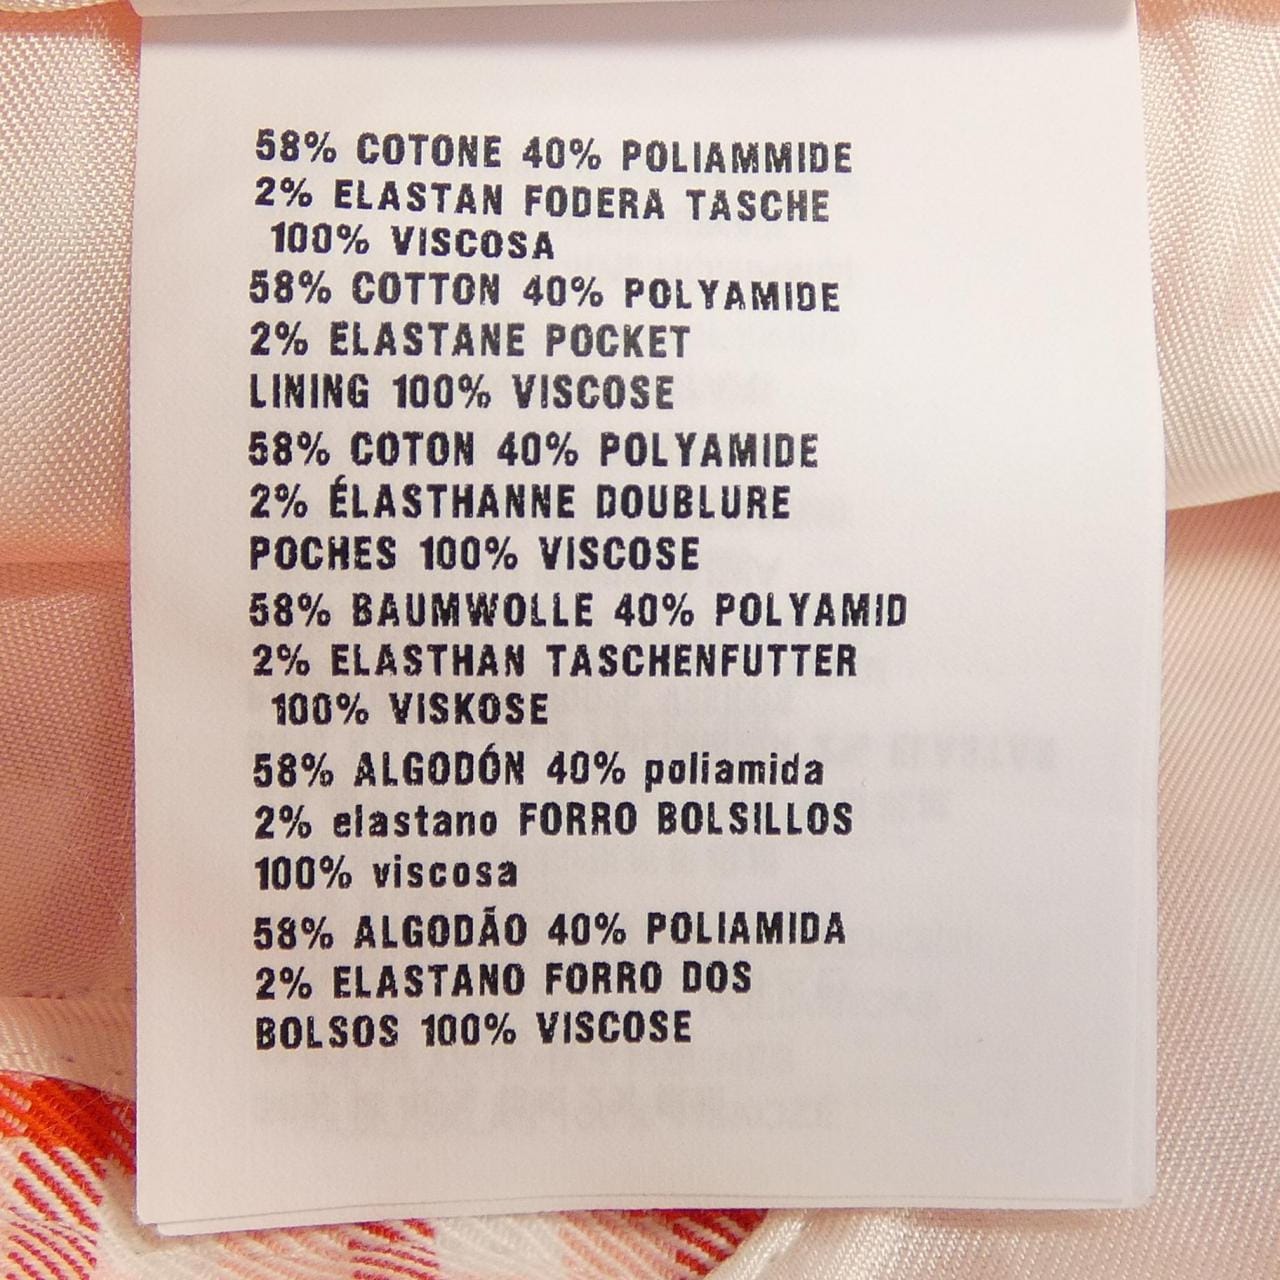 58% COTONE 40% POLIAMMIDE
2% ELASTAN FODERA TASCHE
100% VISCOSA
58% COTTON 40% POLYAMIDE
2% ELASTANE POCKET
LINING 100% VISCOSE
58% COTON 40% POLYAMIDE
2% ÉLASTHANNE DOUBLURE
POCHES 100% VISCOSE
58% BAUMWOLLE 40% POLYAMID
2% ELASTHAN TASCHENFUTTER
100% VISKOSE
58% ALGODÓN 40% poliamida
2% elastano FORRO BOLSILLOS
100% viscosa
58% ALGODÃO 40% POLIAMIDA
2% ELASTANO FORRO DOS
BOLSOS 100% VISCOSE